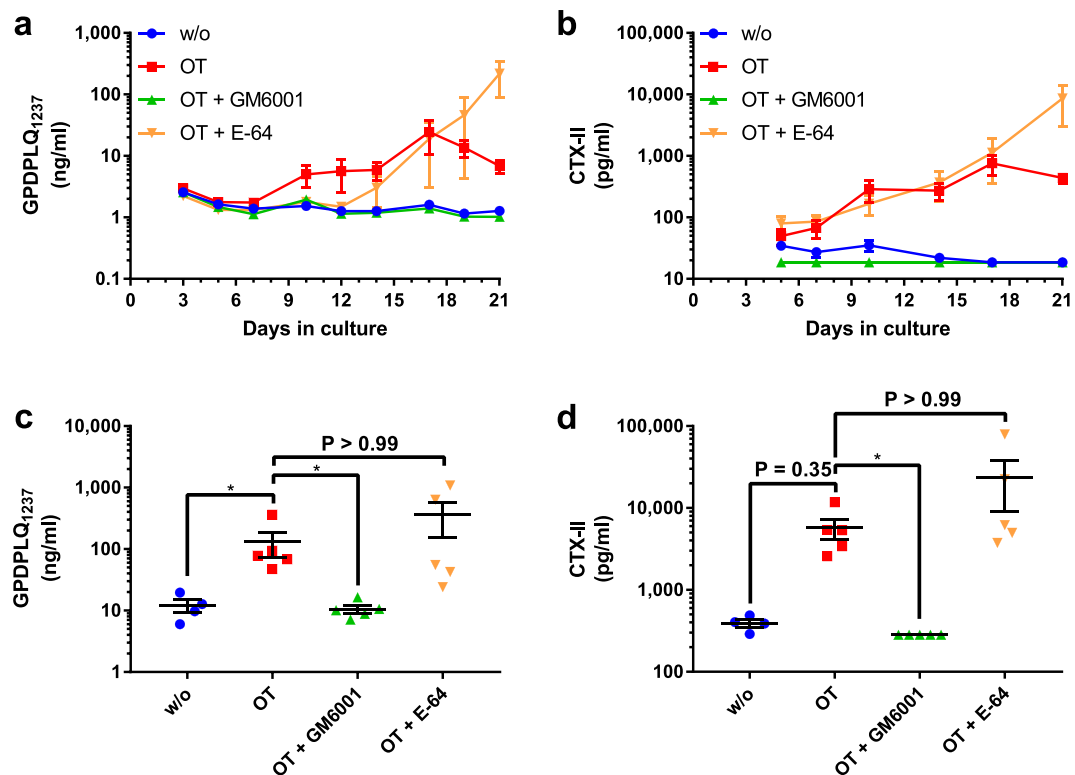 a
1,000
100
10
1
0.1
GPDPLQ1237
(ng/ml)
w/o
OT
OT + GM6001
OT + E-64
0 3 6 9 12 15 18 21
Days in culture
b
100,000
10,000
1,000
100
10
CTX-II
(pg/ml)
w/o
OT
OT + GM6001
OT + E-64
0 3 6 9 12 15 18 21
Days in culture
c
10,000
1,000
100
10
1
GPDPLQ1237
(ng/ml)
P > 0.99
*
*
w/o
OT
OT + GM6001
OT + E-64
d
100,000
10,000
1,000
100
CTX-II
(pg/ml)
P > 0.99
P = 0.35
*
w/o
OT
OT + GM6001
OT + E-64